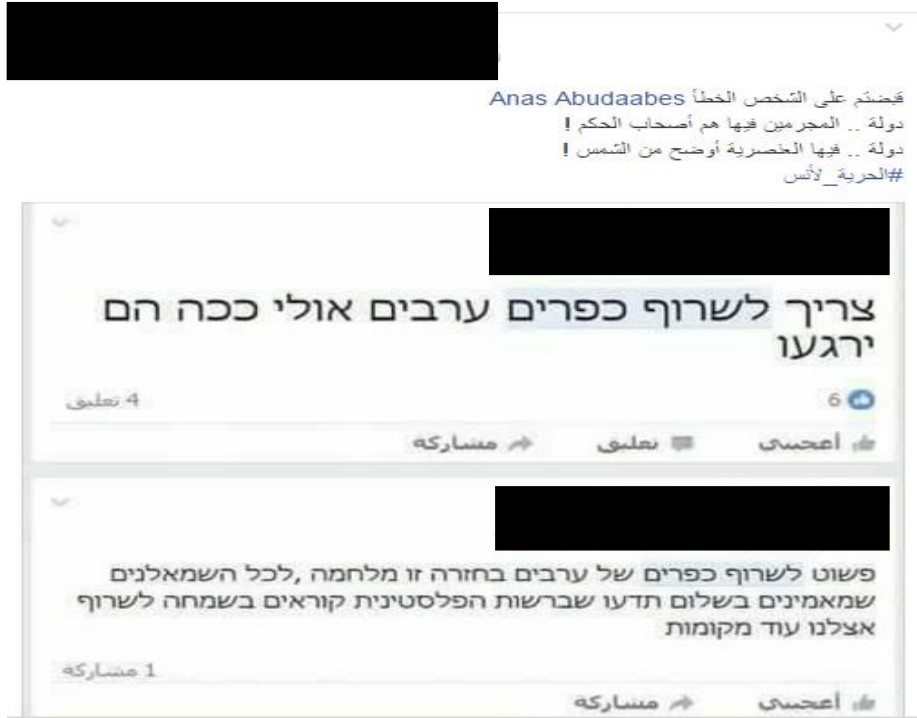 قبضتم على الشخص الخطأ Anas Abudaabes
دولة .. المجرمين فيها هم أصحاب الحكم !
دولة .. فيها العنصرية أوضح من الشمس !
#الحرية_لأنس
צריך לשרוף כפרים ערבים אולי ככה הם
ירגעו
6
4 تعليق
أعجبني تعليق مشاركة
פשוט לשרוף כפרים של ערבים בחזרה זו מלחמה ,לכל השמאלנים
שמאמינים בשלום תדעו שברשות הפלסטינית קוראים בשמחה לשרוף
אצלנו עוד מקומות
1 مشاركة
أعجبني مشاركة